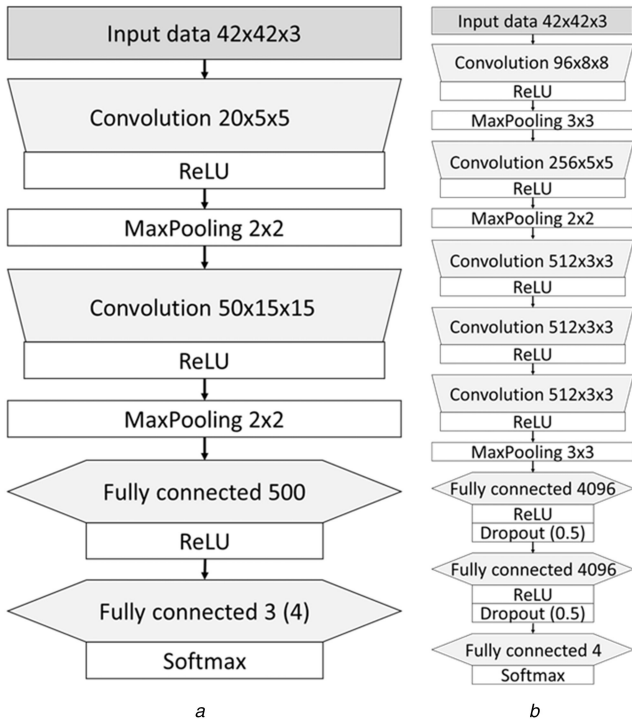 Input data 42x42x3
Convolution 20x5x5
ReLU
MaxPooling 2x2
Convolution 50x15x15
ReLU
MaxPooling 2x2
Fully connected 500
ReLU
Fully connected 3 (4)
Softmax
a
Input data 42x42x3
Convolution 96x8x8
ReLU
MaxPooling 3x3
Convolution 256x5x5
ReLU
MaxPooling 2x2
Convolution 512x3x3
ReLU
Convolution 512x3x3
ReLU
Convolution 512x3x3
ReLU
MaxPooling 3x3
Fully connected 4096
ReLU
Dropout (0.5)
Fully connected 4096
ReLU
Dropout (0.5)
Fully connected 4
Softmax
b